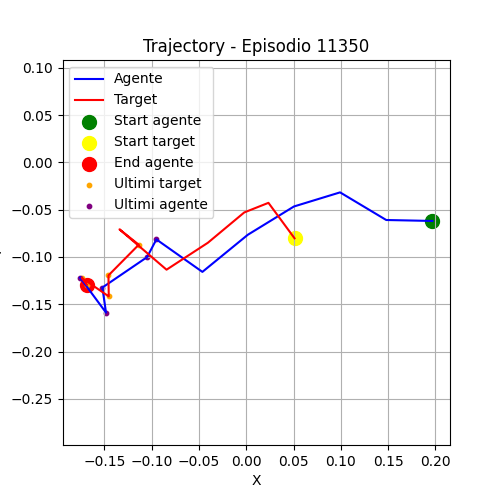 Trajectory - Episodio 11350
Agente
Target
Start agente
Start target
End agente
Ultimi target
Ultimi agente
0.10
0.05
0.00
−0.05
−0.10
−0.15
−0.20
−0.25
−0.15 −0.10 −0.05 0.00 0.05 0.10 0.15 0.20
X